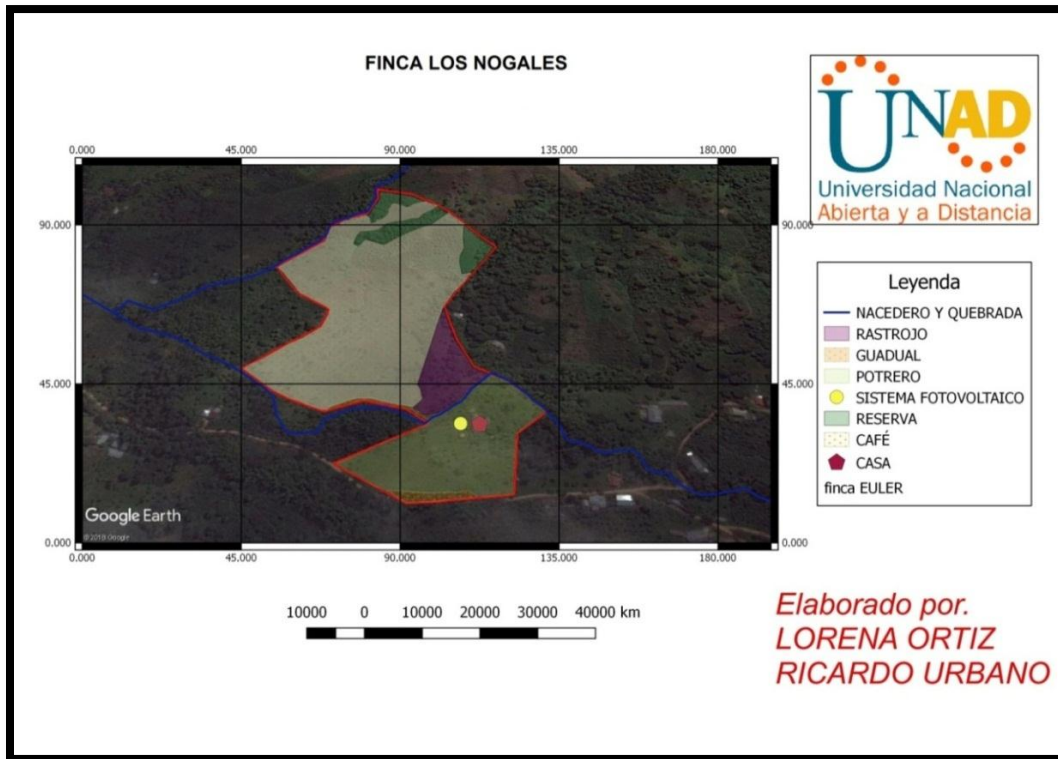 FINCA LOS NOGALES
UNAD
Universidad Nacional
Abierta y a Distancia
0.000 45.000 90.000 135.000 180.000
90.000 90.000
45.000 45.000
0.000 0.000
0.000 45.000 90.000 135.000 180.000
Google Earth
© 2018 Google
Leyenda
NACEDERO Y QUEBRADA
RASTROJO
GUADUAL
POTRERO
SISTEMA FOTOVOLTAICO
RESERVA
CAFÉ
CASA
finca EULER
10000 0 10000 20000 30000 40000 km
Elaborado por.
LORENA ORTIZ
RICARDO URBANO